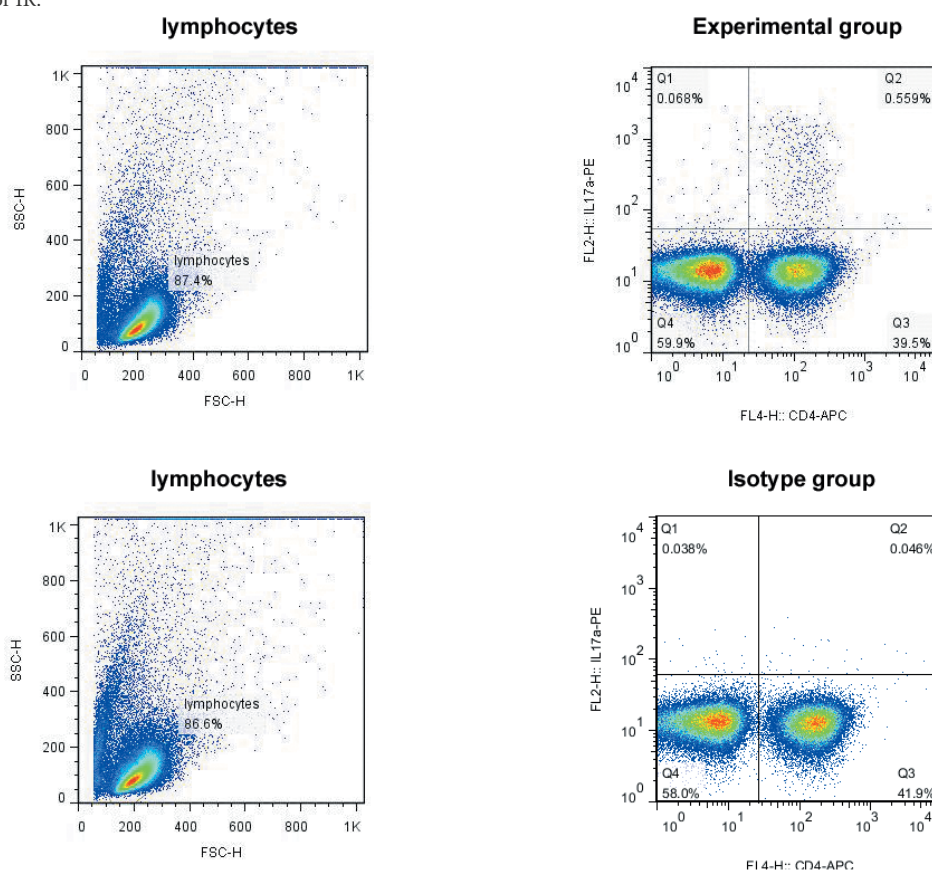 of IR.
lymphocytes
1K
800
600
400
200
0
SSC-H
lymphocytes
87.4%
0 200 400 600 800 1K
FSC-H
Experimental group
Q1
0.068%
Q2
0.559%
10^4
10^3
10^2
10^1
10^0
FL2-H:: IL17a-PE
Q4
59.9%
Q3
39.5%
10^0 10^1 10^2 10^3 10^4
FL4-H:: CD4-APC
lymphocytes
1K
800
600
400
200
0
SSC-H
lymphocytes
86.6%
0 200 400 600 800 1K
FSC-H
Isotype group
Q1
0.038%
Q2
0.046%
10^4
10^3
10^2
10^1
10^0
FL2-H:: IL17a-PE
Q4
58.0%
Q3
41.9%
10^0 10^1 10^2 10^3 10^4
FL4-H:: CD4-APC